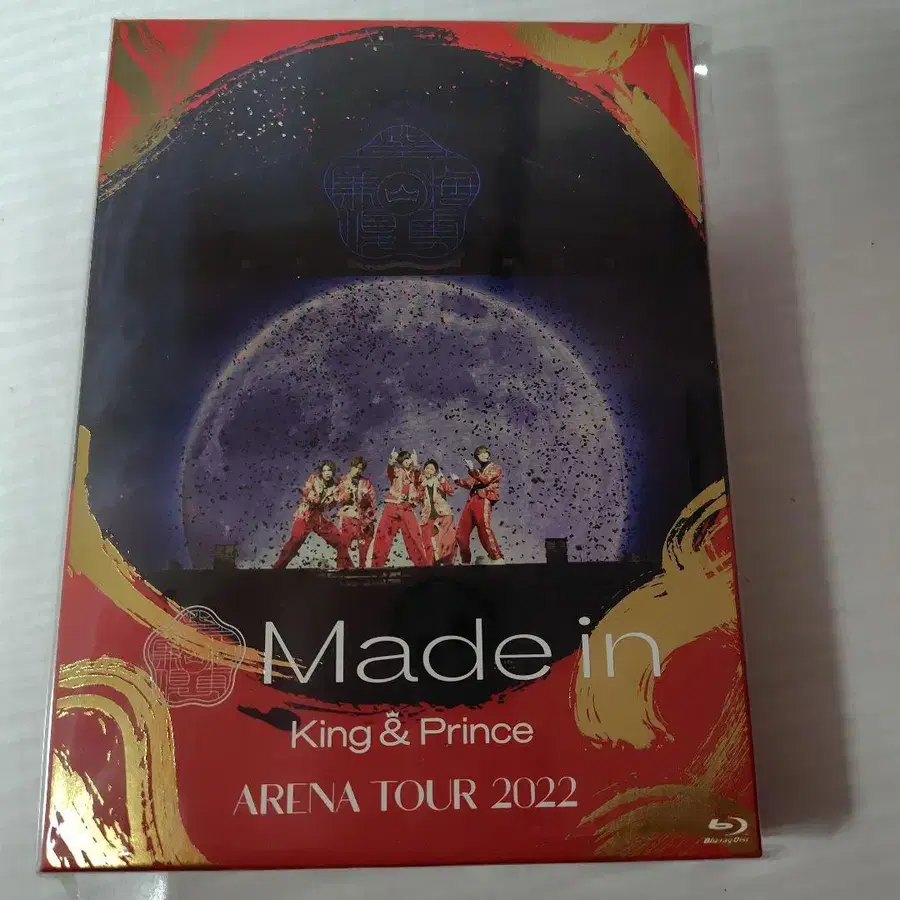 Made in
King & Prince
ARENA TOUR 2022
Blu-ray Disc